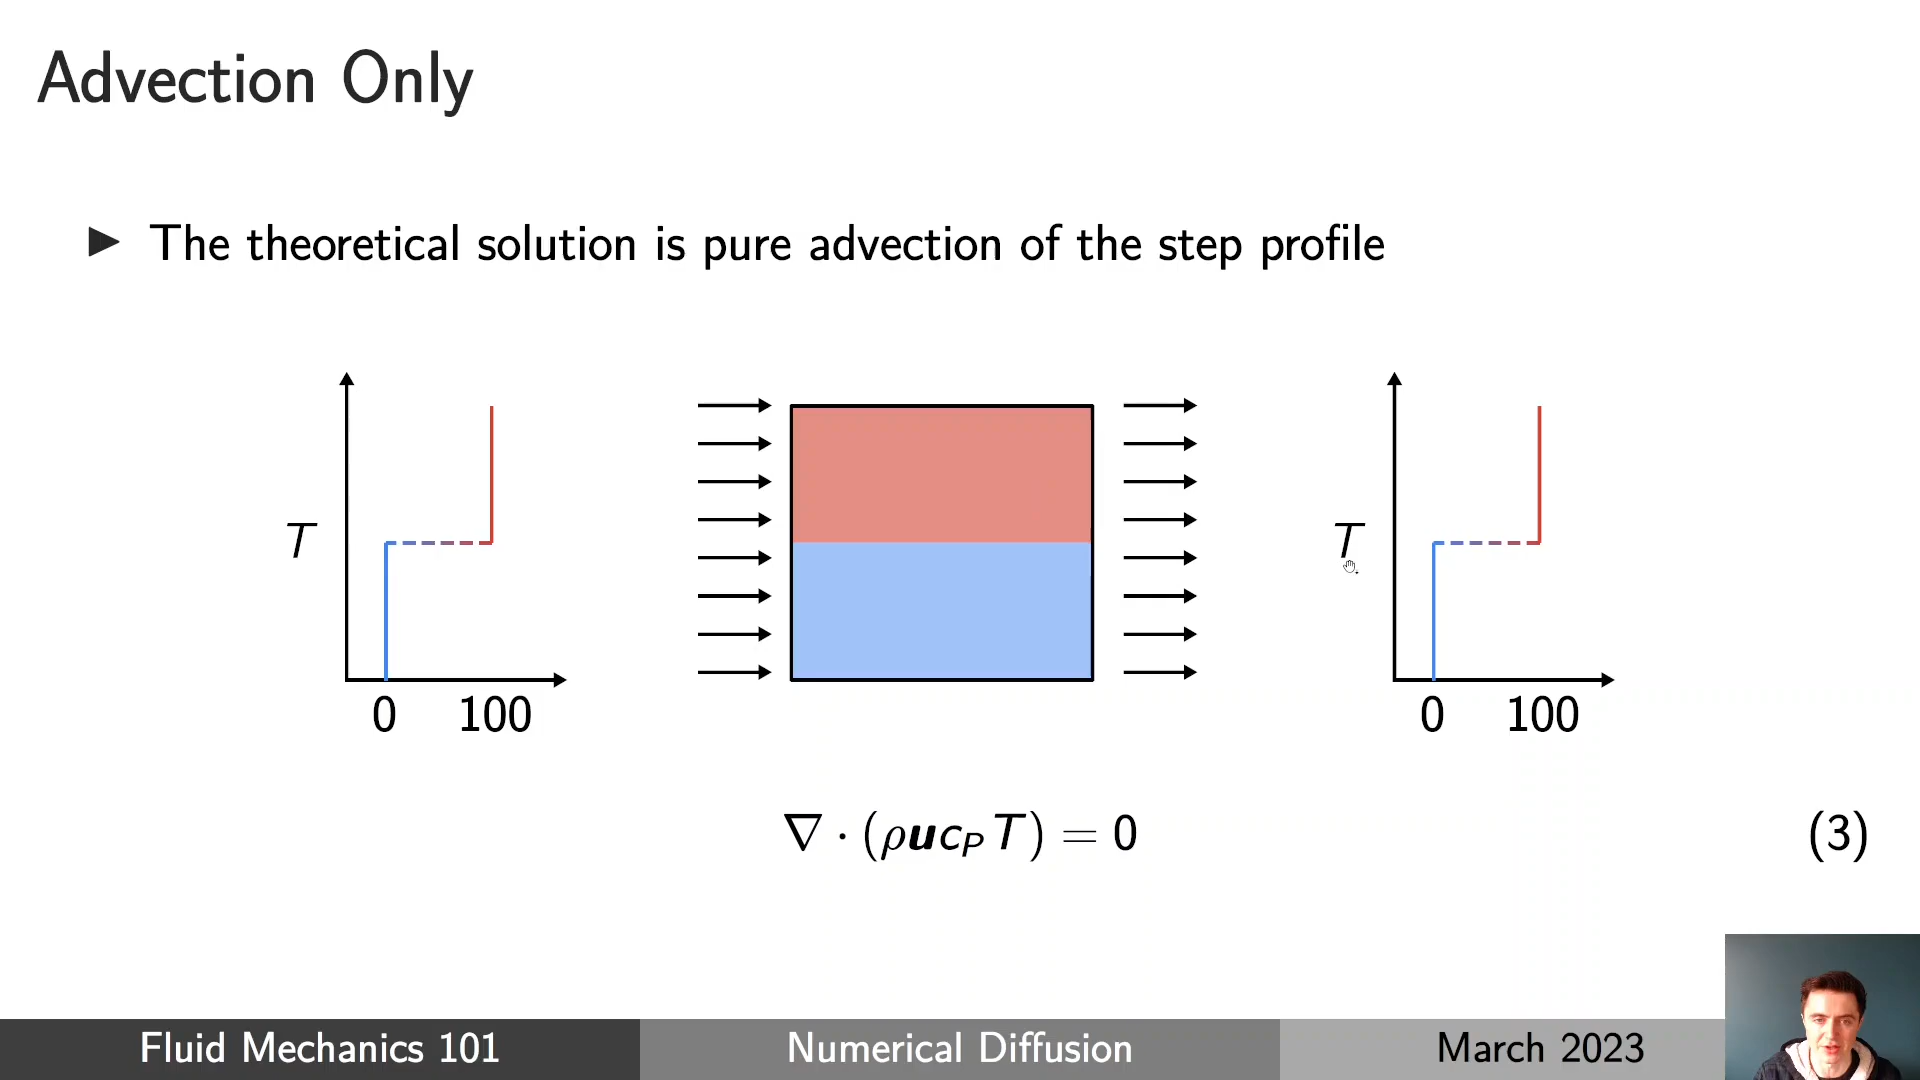 Advection Only
▶ The theoretical solution is pure advection of the step profile
T
0 100
T
0 100
∇ · (ρuc_P T) = 0 (3)
Fluid Mechanics 101 Numerical Diffusion March 2023